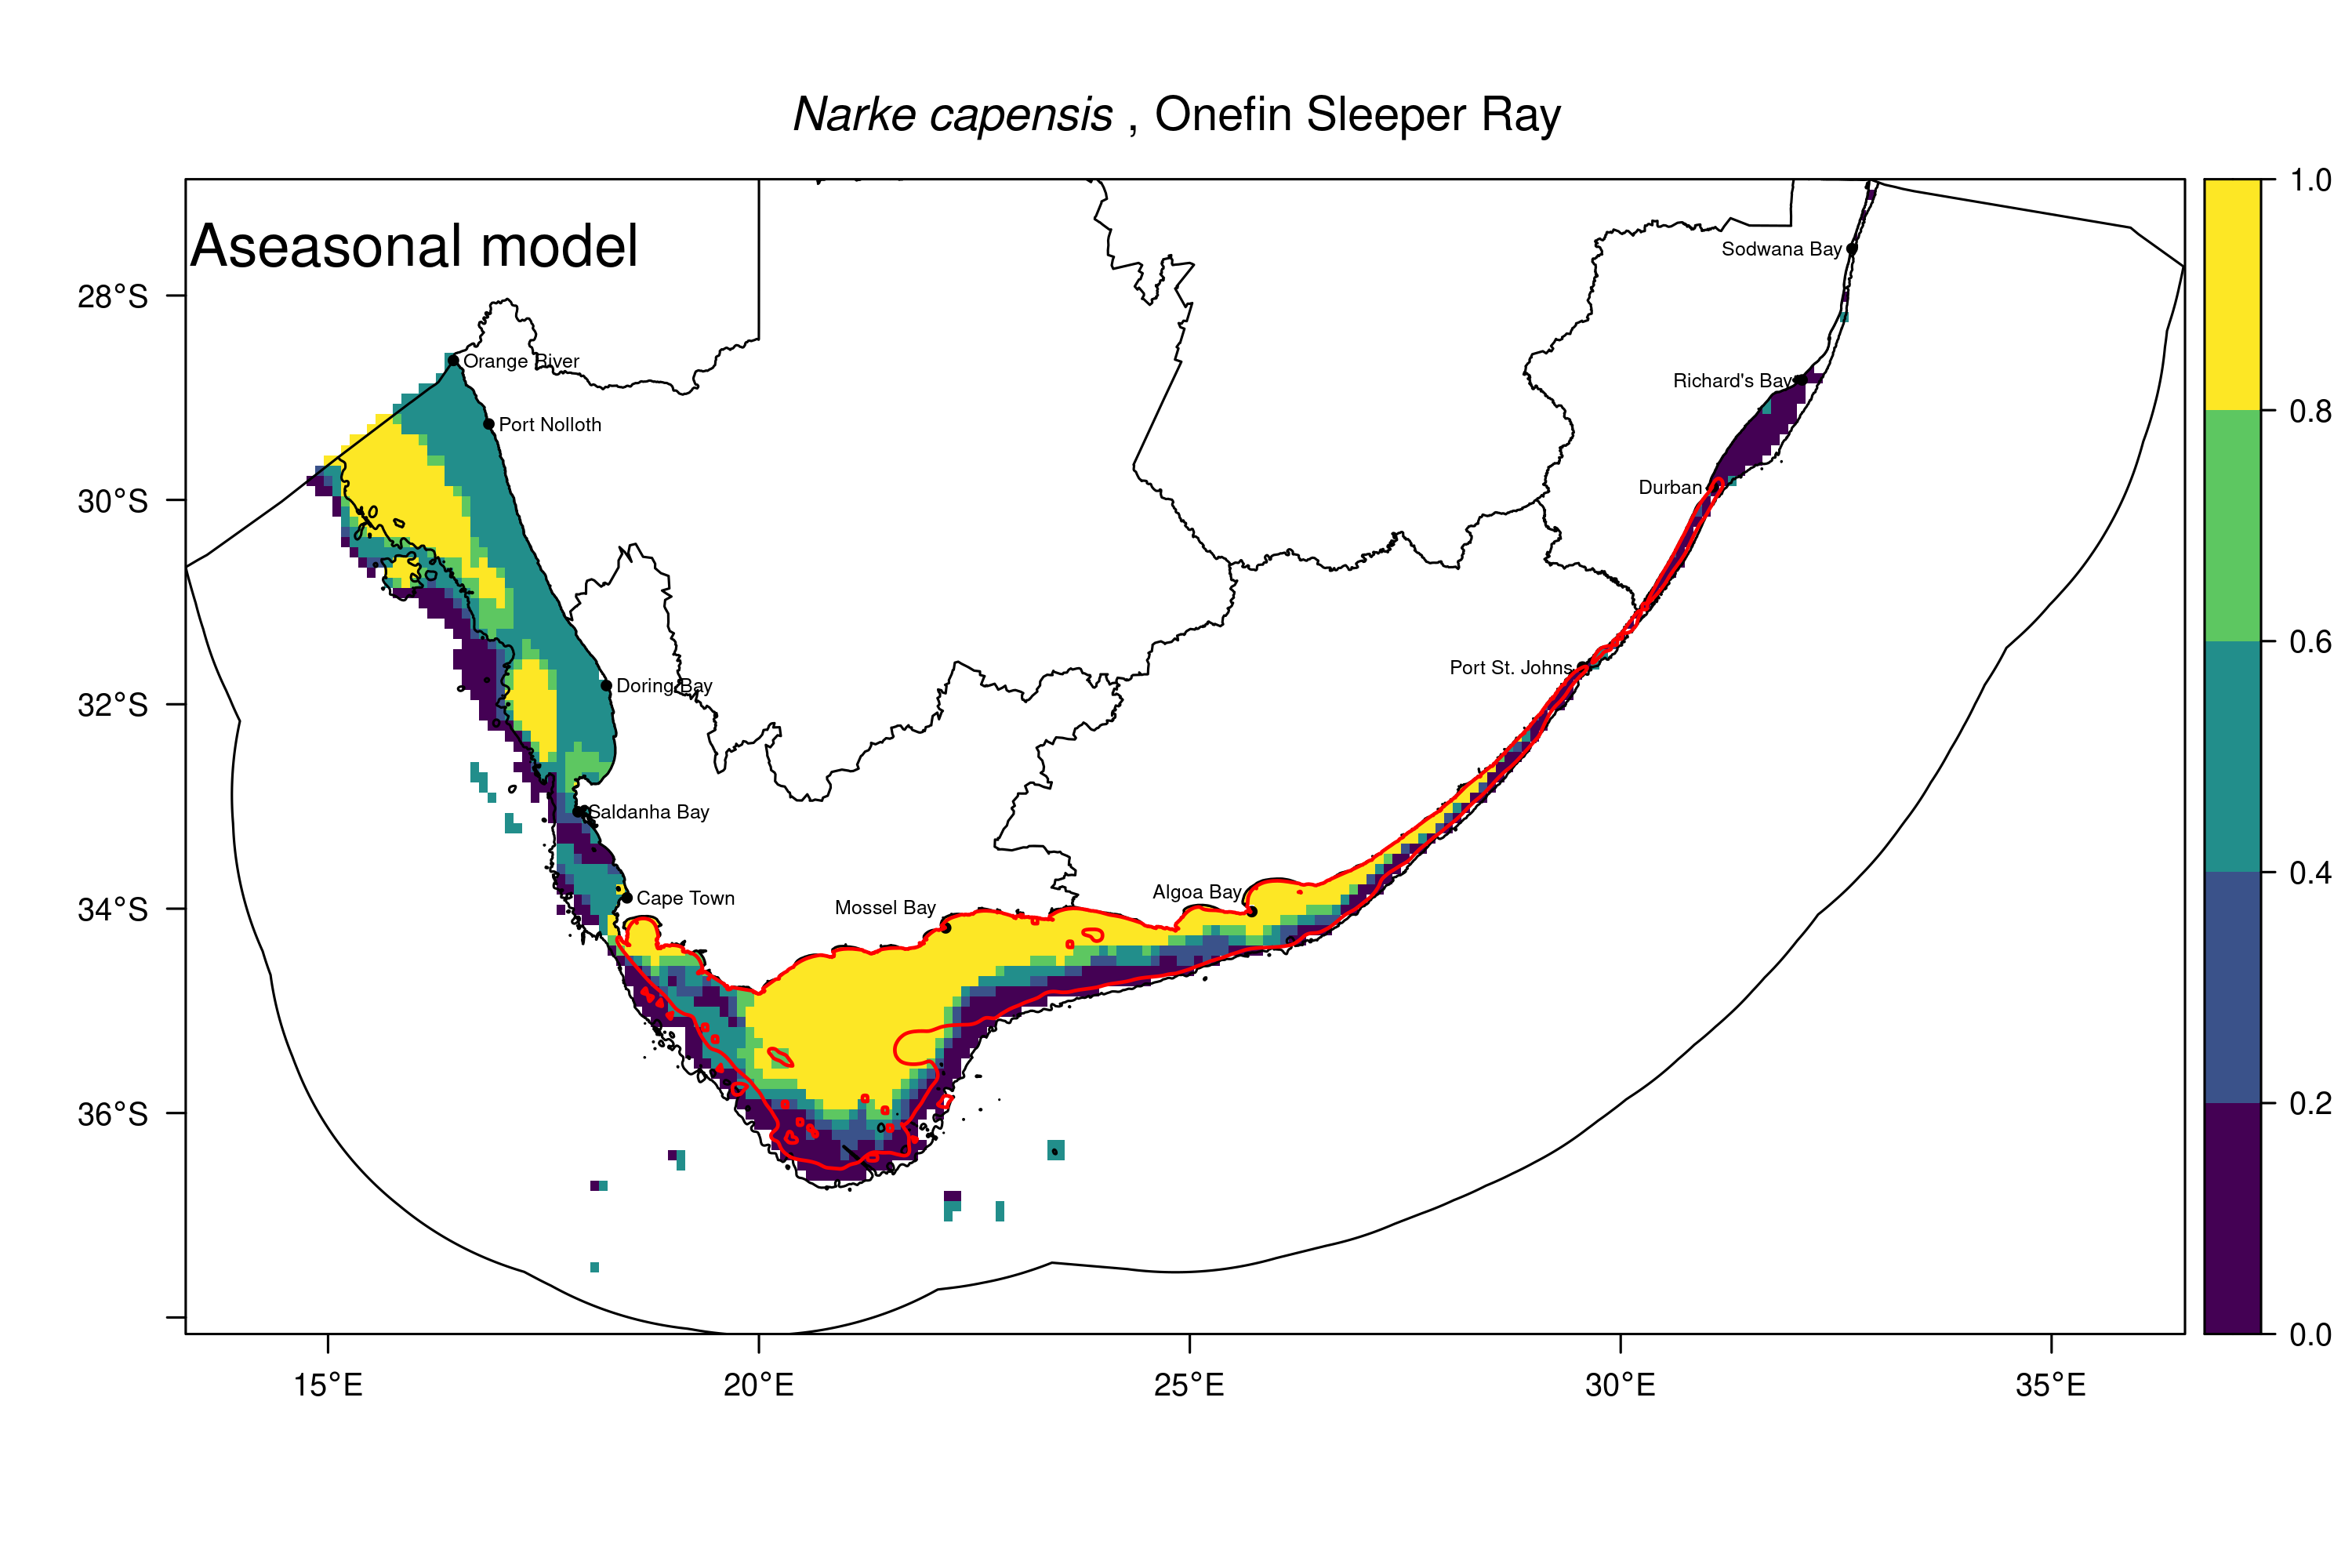 Narke capensis , Onefin Sleeper Ray
Aseasonal model
1.0
0.8
0.6
0.4
0.2
0.0
28°S
30°S
32°S
34°S
36°S
Sodwana Bay
Orange River
Richard's Bay
Port Nolloth
Durban
Port St. Johns
Doring Bay
Saldanha Bay
Algoa Bay
Cape Town
Mossel Bay
15°E
20°E
25°E
30°E
35°E